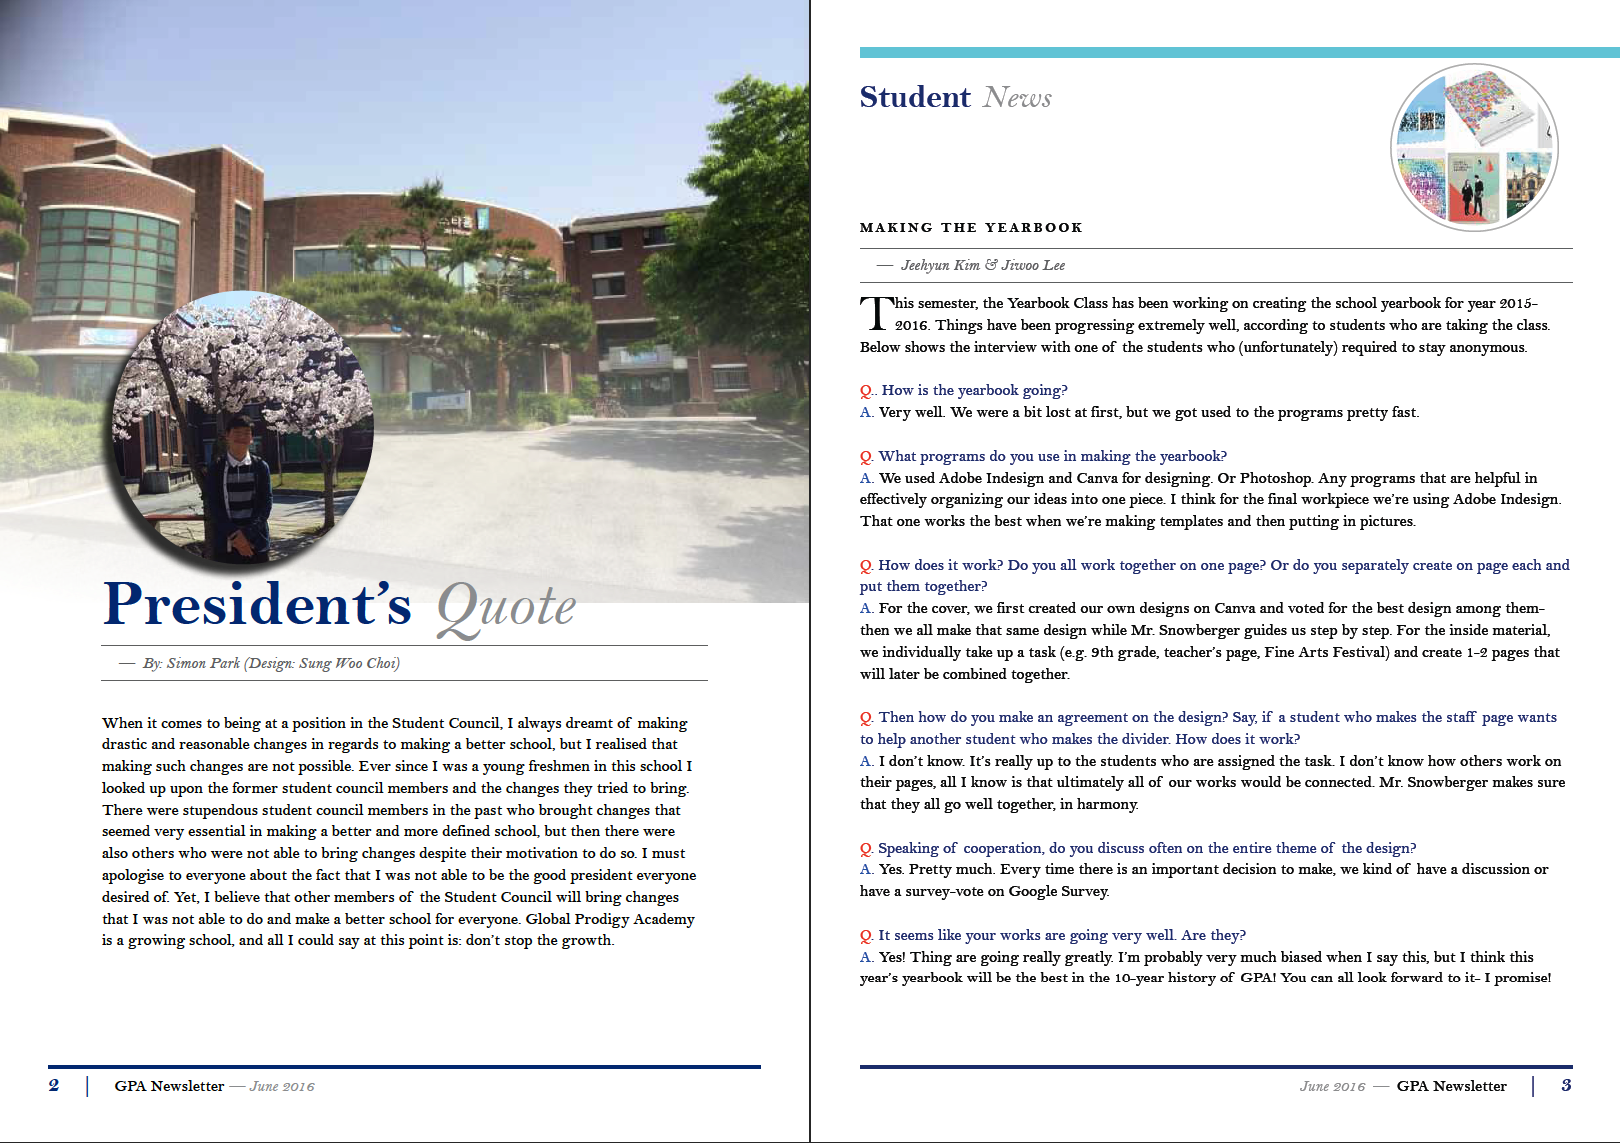 스타홀
President's Quote
— By: Simon Park (Design: Sung Woo Choi)
When it comes to being at a position in the Student Council, I always dreamt of making
drastic and reasonable changes in regards to making a better school, but I realised that
making such changes are not possible. Ever since I was a young freshmen in this school I
looked up upon the former student council members and the changes they tried to bring.
There were stupendous student council members in the past who brought changes that
seemed very essential in making a better and more defined school, but then there were
also others who were not able to bring changes despite their motivation to do so. I must
apologise to everyone about the fact that I was not able to be the good president everyone
desired of. Yet, I believe that other members of the Student Council will bring changes
that I was not able to do and make a better school for everyone. Global Prodigy Academy
is a growing school, and all I could say at this point is: don't stop the growth.
2 | GPA Newsletter — June 2016
Student News
MAKING THE YEARBOOK
— Jeehyun Kim & Jiwoo Lee
This semester, the Yearbook Class has been working on creating the school yearbook for year 2015-
2016. Things have been progressing extremely well, according to students who are taking the class.
Below shows the interview with one of the students who (unfortunately) required to stay anonymous.
Q.. How is the yearbook going?
A. Very well. We were a bit lost at first, but we got used to the programs pretty fast.
Q. What programs do you use in making the yearbook?
A. We used Adobe Indesign and Canva for designing. Or Photoshop. Any programs that are helpful in
effectively organizing our ideas into one piece. I think for the final workpiece we're using Adobe Indesign.
That one works the best when we're making templates and then putting in pictures.
Q. How does it work? Do you all work together on one page? Or do you separately create on page each and
put them together?
A. For the cover, we first created our own designs on Canva and voted for the best design among them-
then we all make that same design while Mr. Snowberger guides us step by step. For the inside material,
we individually take up a task (e.g. 9th grade, teacher's page, Fine Arts Festival) and create 1-2 pages that
will later be combined together.
Q. Then how do you make an agreement on the design? Say, if a student who makes the staff page wants
to help another student who makes the divider. How does it work?
A. I don't know. It's really up to the students who are assigned the task. I don't know how others work on
their pages, all I know is that ultimately all of our works would be connected. Mr. Snowberger makes sure
that they all go well together, in harmony.
Q. Speaking of cooperation, do you discuss often on the entire theme of the design?
A. Yes. Pretty much. Every time there is an important decision to make, we kind of have a discussion or
have a survey-vote on Google Survey.
Q. It seems like your works are going very well. Are they?
A. Yes! Thing are going really greatly. I'm probably very much biased when I say this, but I think this
year's yearbook will be the best in the 10-year history of GPA! You can all look forward to it- I promise!
June 2016 — GPA Newsletter | 3